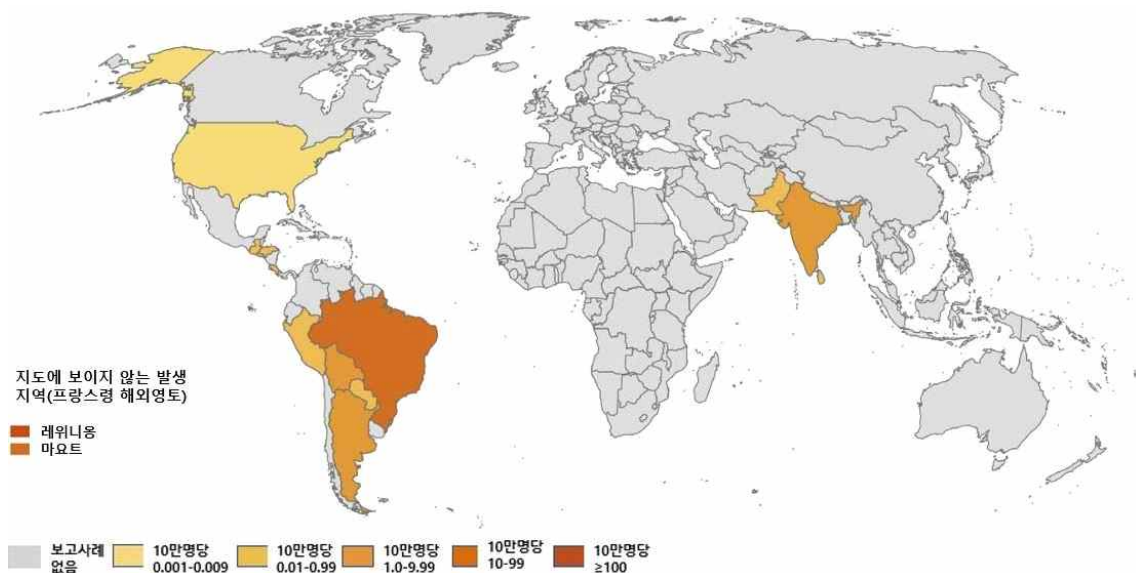 지도에 보이지 않는 발생
지역(프랑스령 해외영토)
레위니옹
마요트
보고사례
없음
10만명당
0.001-0.009
10만명당
0.01-0.99
10만명당
1.0-9.99
10만명당
10-99
10만명당
≥100